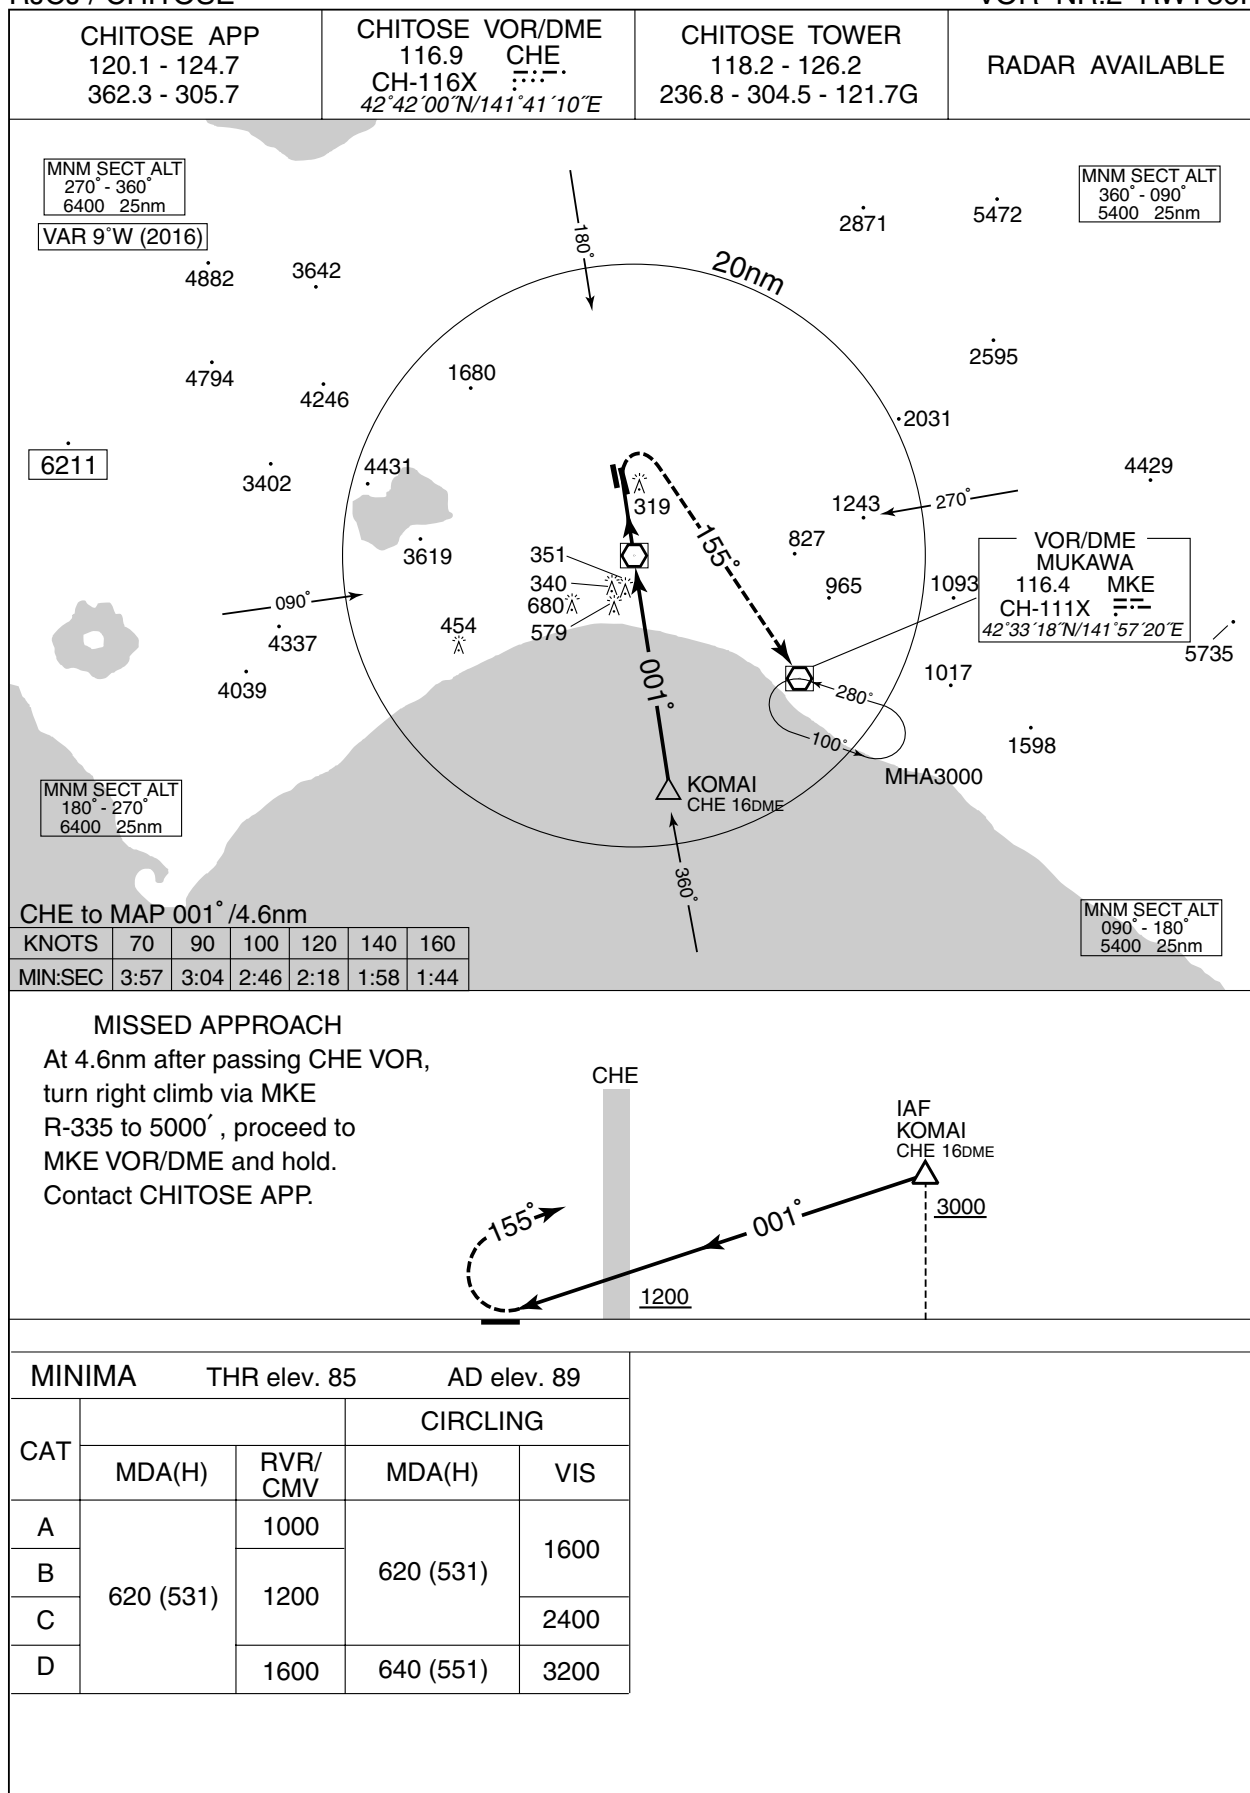 CHITOSE APP
120.1 - 124.7
362.3 - 305.7
CHITOSE VOR/DME
116.9 CHE
CH-116X
42°42´00˝N/141°41´10˝E
CHITOSE TOWER
118.2 - 126.2
236.8 - 304.5 - 121.7G
RADAR AVAILABLE
MNM SECT ALT
270° - 360°
6400 25nm
VAR 9°W (2016)
MNM SECT ALT
360° - 090°
5400 25nm
180°
2871
5472
4882
3642
20nm
4794
4246
1680
2595
2031
6211
3402
4431
4429
319
1243
270°
155°
827
3619
351
340
680
579
965
1093
VOR/DME
MUKAWA
116.4 MKE
CH-111X
42°33´18˝N/141°57´20˝E
090°
4337
454
5735
4039
001°
1017
280°
100°
1598
MHA3000
KOMAI
CHE 16DME
MNM SECT ALT
180° - 270°
6400 25nm
360°
MNM SECT ALT
090° - 180°
5400 25nm
CHE to MAP 001° /4.6nm
KNOTS 70 90 100 120 140 160
MIN:SEC 3:57 3:04 2:46 2:18 1:58 1:44
MISSED APPROACH
At 4.6nm after passing CHE VOR,
turn right climb via MKE
R-335 to 5000´ , proceed to
MKE VOR/DME and hold.
Contact CHITOSE APP.
CHE
IAF
KOMAI
CHE 16DME
3000
001°
155°
1200
MINIMA THR elev. 85 AD elev. 89
CAT
CIRCLING
MDA(H)
RVR/
CMV
MDA(H)
VIS
A
1000
B
620 (531)
1200
620 (531)
1600
C
2400
D
1600
640 (551)
3200